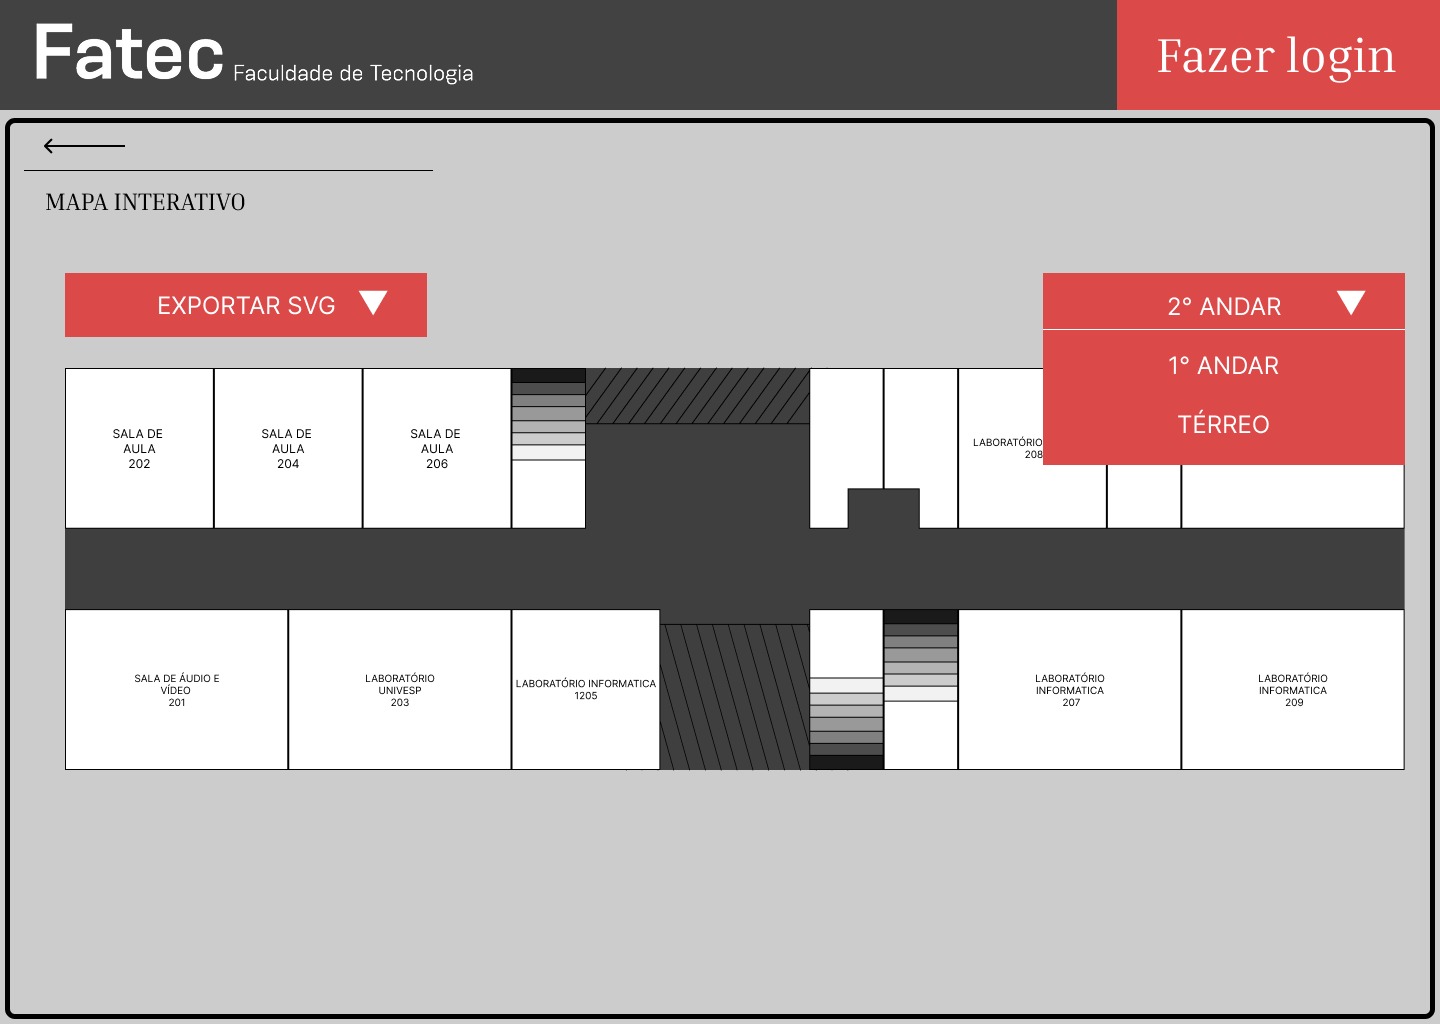 Fatec Faculdade de Tecnologia
Fazer login
MAPA INTERATIVO
EXPORTAR SVG
2° ANDAR
1° ANDAR
TÉRREO
SALA DE
AULA
202
SALA DE
AULA
204
SALA DE
AULA
206
LABORATÓRIO
208
SALA DE ÁUDIO E
VÍDEO
201
LABORATÓRIO
UNIVESP
203
LABORATÓRIO INFORMATICA
1205
LABORATÓRIO
INFORMATICA
207
LABORATÓRIO
INFORMATICA
209